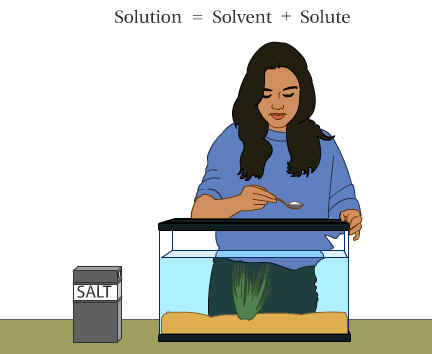 Solution = Solvent + Solute
SALT